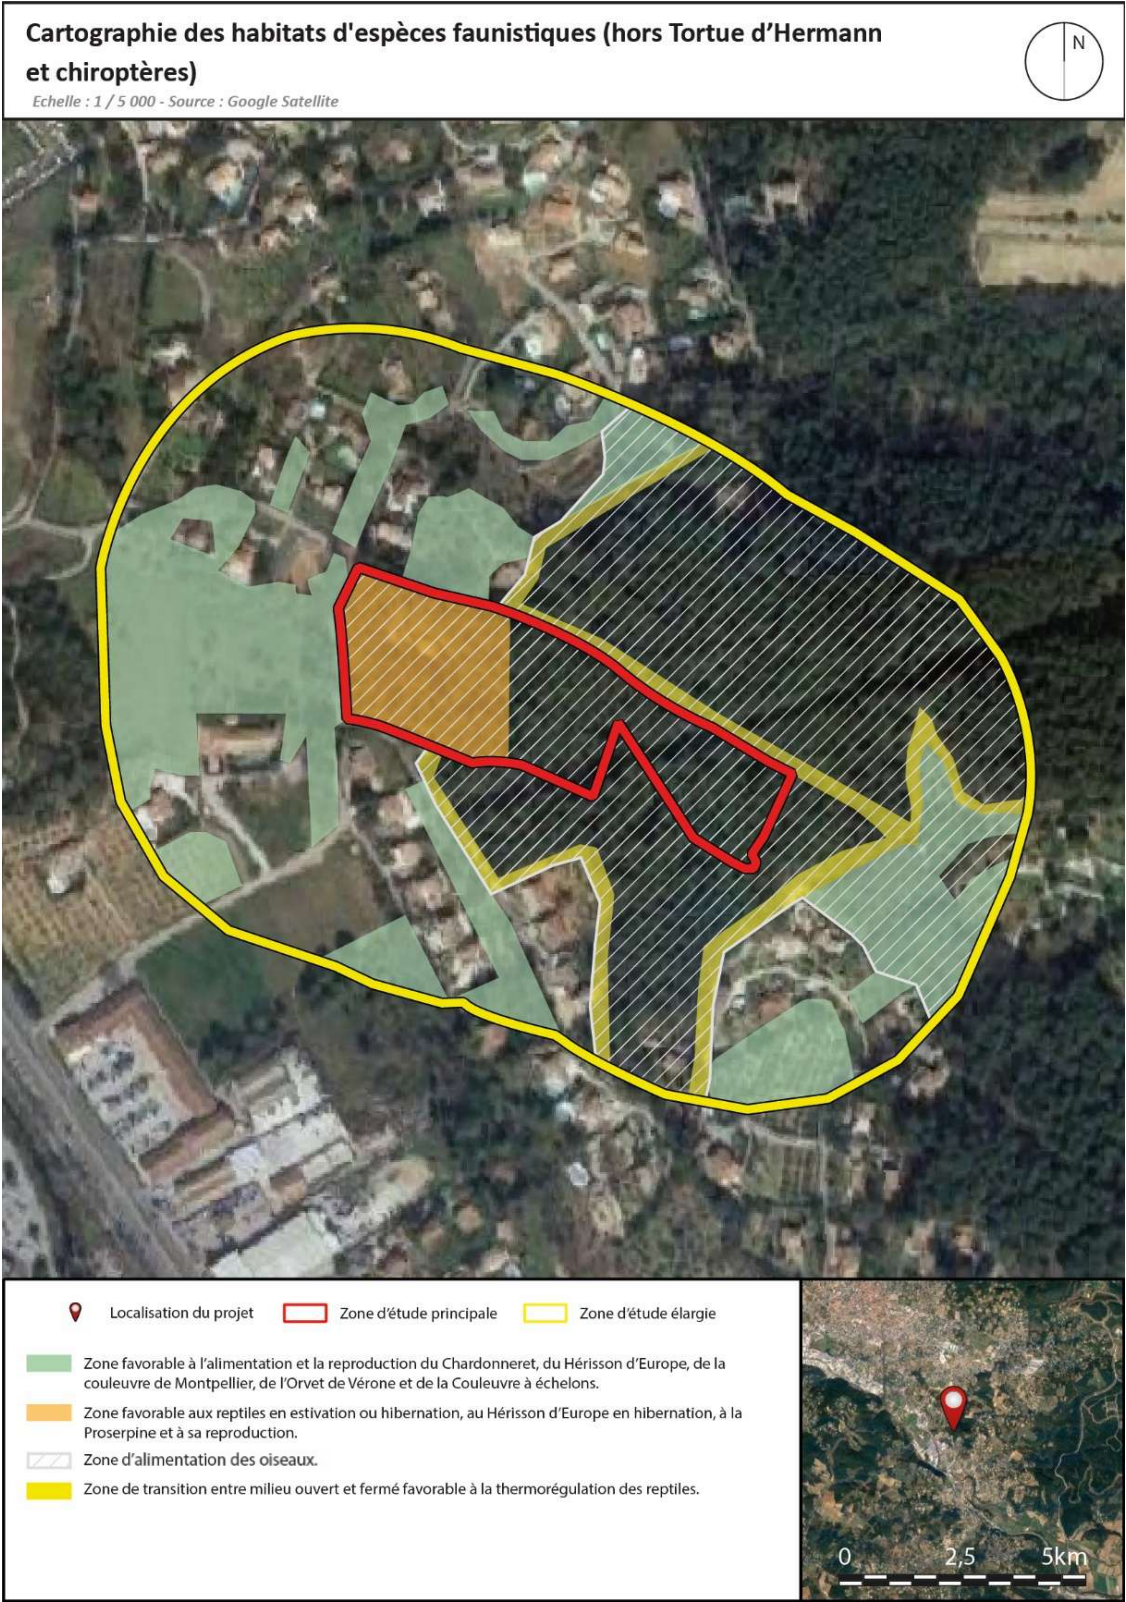 Cartographie des habitats d'espèces faunistiques (hors Tortue d’Hermann
et chiroptères)
Echelle : 1 / 5 000 - Source : Google Satellite
N
Localisation du projet
Zone d’étude principale
Zone d’étude élargie
Zone favorable à l’alimentation et la reproduction du Chardonneret, du Hérisson d’Europe, de la
couleuvre de Montpellier, de l’Orvet de Vérone et de la Couleuvre à échelons.
Zone favorable aux reptiles en estivation ou hibernation, au Hérisson d’Europe en hibernation, à la
Proserpine et à sa reproduction.
Zone d’alimentation des oiseaux.
Zone de transition entre milieu ouvert et fermé favorable à la thermorégulation des reptiles.
0 2,5 5km